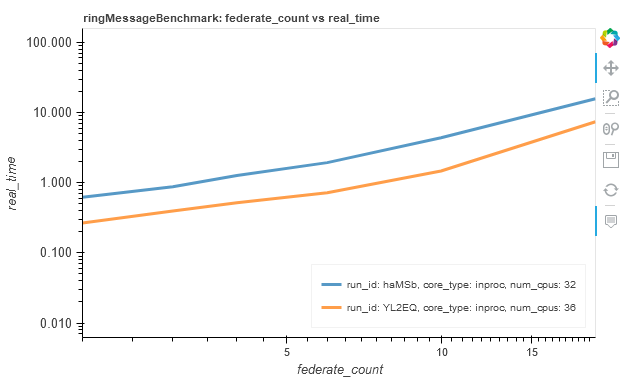 ringMessageBenchmark: federate_count vs real_time
100.000
10.000
1.000
0.100
0.010
real_time
run_id: haMSb, core_type: inproc, num_cpus: 32
run_id: YL2EQ, core_type: inproc, num_cpus: 36
5
10
15
federate_count